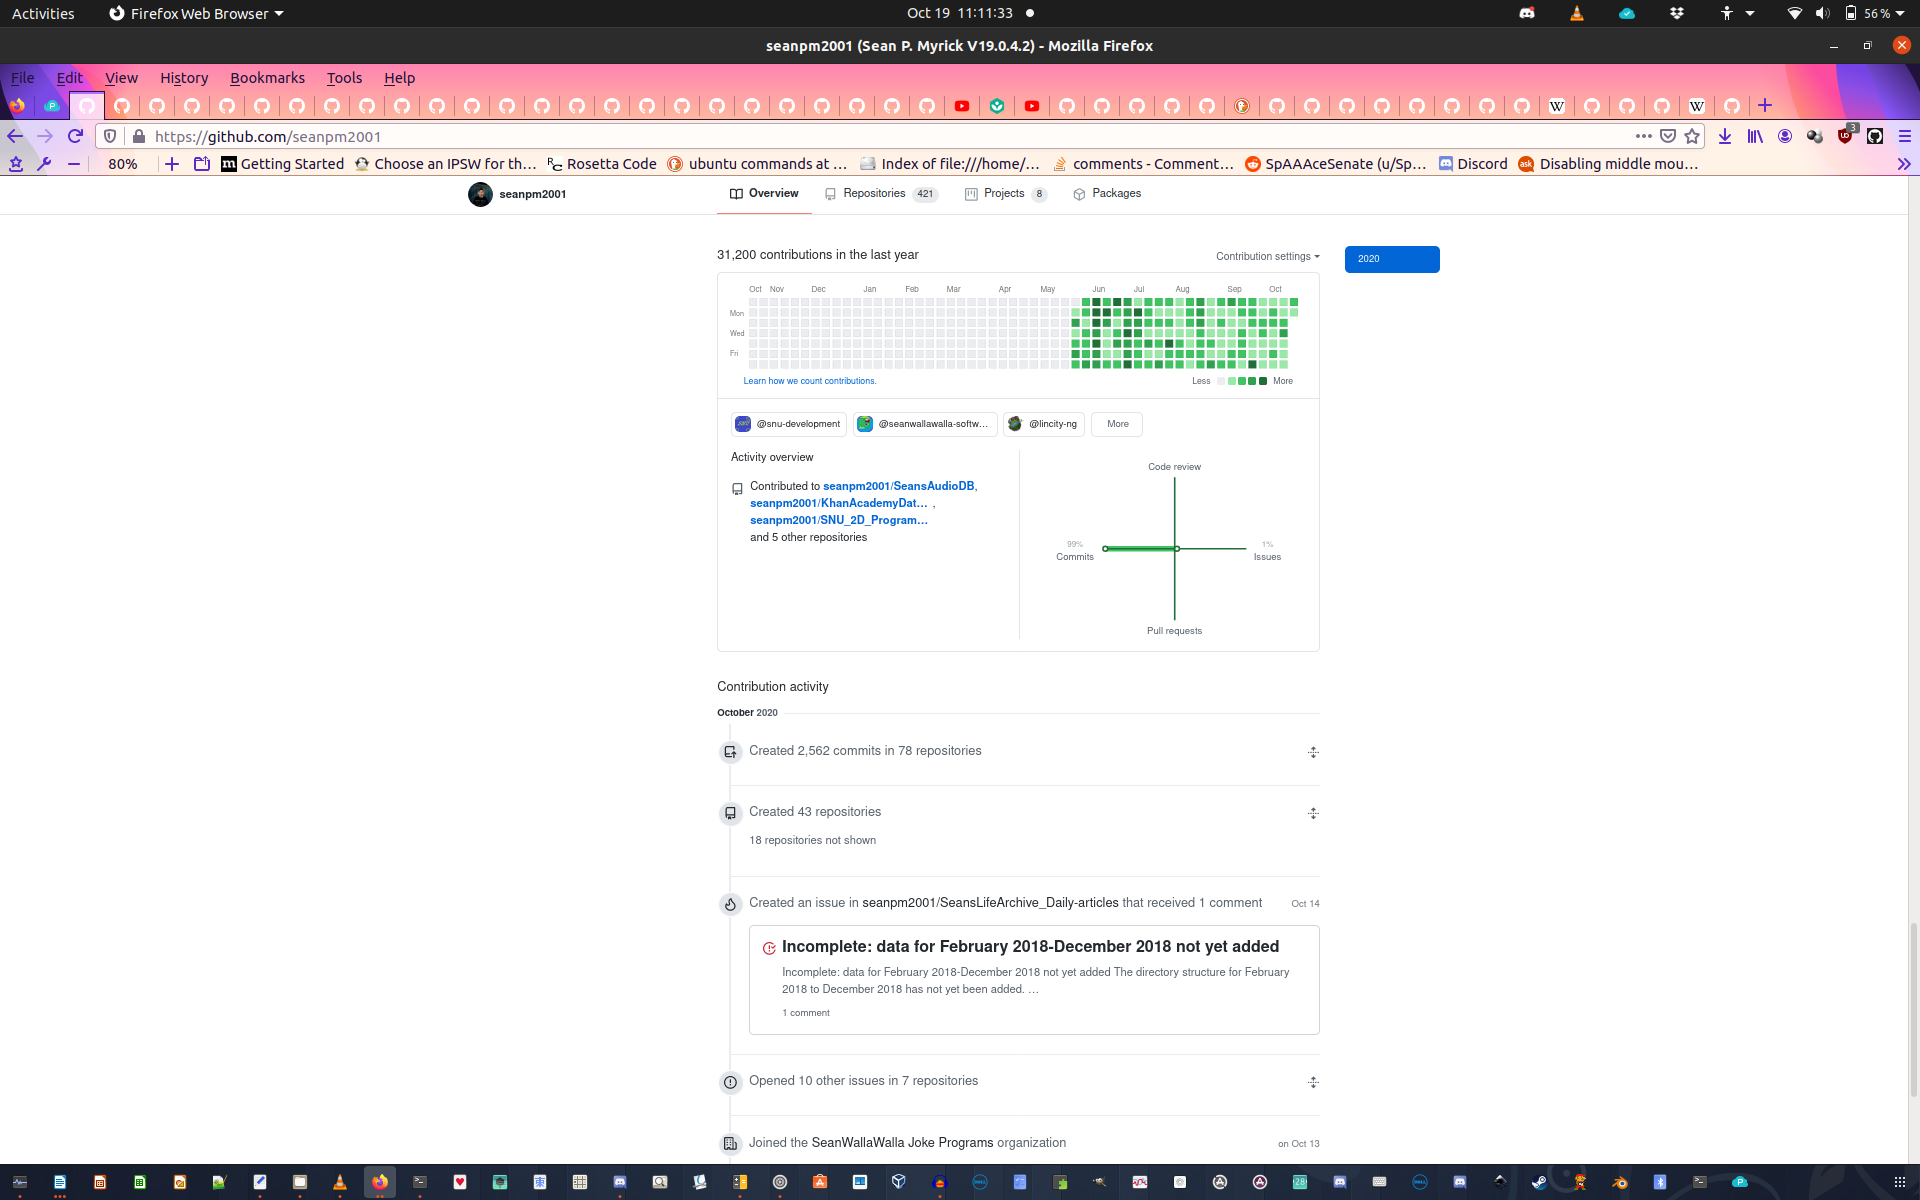 Activities Firefox Web Browser Oct 19 11:11:33 56 %
seanpm2001 (Sean P. Myrick V19.0.4.2) - Mozilla Firefox
File Edit View History Bookmarks Tools Help
https://github.com/seanpm2001 3
80% Getting Started Choose an IPSW for th… Rosetta Code ubuntu commands at … Index of file:///home/… comments - Comment… SpAAAceSenate (u/Sp… Discord Disabling middle mou…
seanpm2001 Overview Repositories 421 Projects 8 Packages
31,200 contributions in the last year Contribution settings 2020
Oct Nov Dec Jan Feb Mar Apr May Jun Jul Aug Sep Oct
Mon
Wed
Fri
Learn how we count contributions. Less More
@snu-development @seanwallawalla-softw… @lincity-ng More
Activity overview
Code review
Contributed to seanpm2001/SeansAudioDB,
seanpm2001/KhanAcademyDat… ,
seanpm2001/SNU_2D_Program…
and 5 other repositories
99% 1%
Commits Issues
Pull requests
Contribution activity
October 2020
Created 2,562 commits in 78 repositories
Created 43 repositories
18 repositories not shown
Created an issue in seanpm2001/SeansLifeArchive_Daily-articles that received 1 comment Oct 14
Incomplete: data for February 2018-December 2018 not yet added
Incomplete: data for February 2018-December 2018 not yet added The directory structure for February
2018 to December 2018 has not yet been added. …
1 comment
Opened 10 other issues in 7 repositories
Joined the SeanWallaWalla Joke Programs organization on Oct 13